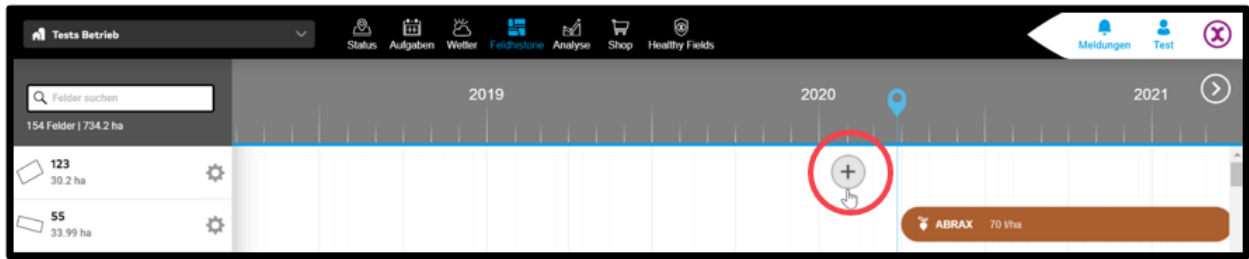 Tests Betrieb
Status Aufgaben Wetter Feldhistorie Analyse Shop Healthy Fields
Meldungen Test
Felder suchen
154 Felder | 734.2 ha
2019 2020 2021
123
30.2 ha
55
33.99 ha
ABRAX 70 t/ha